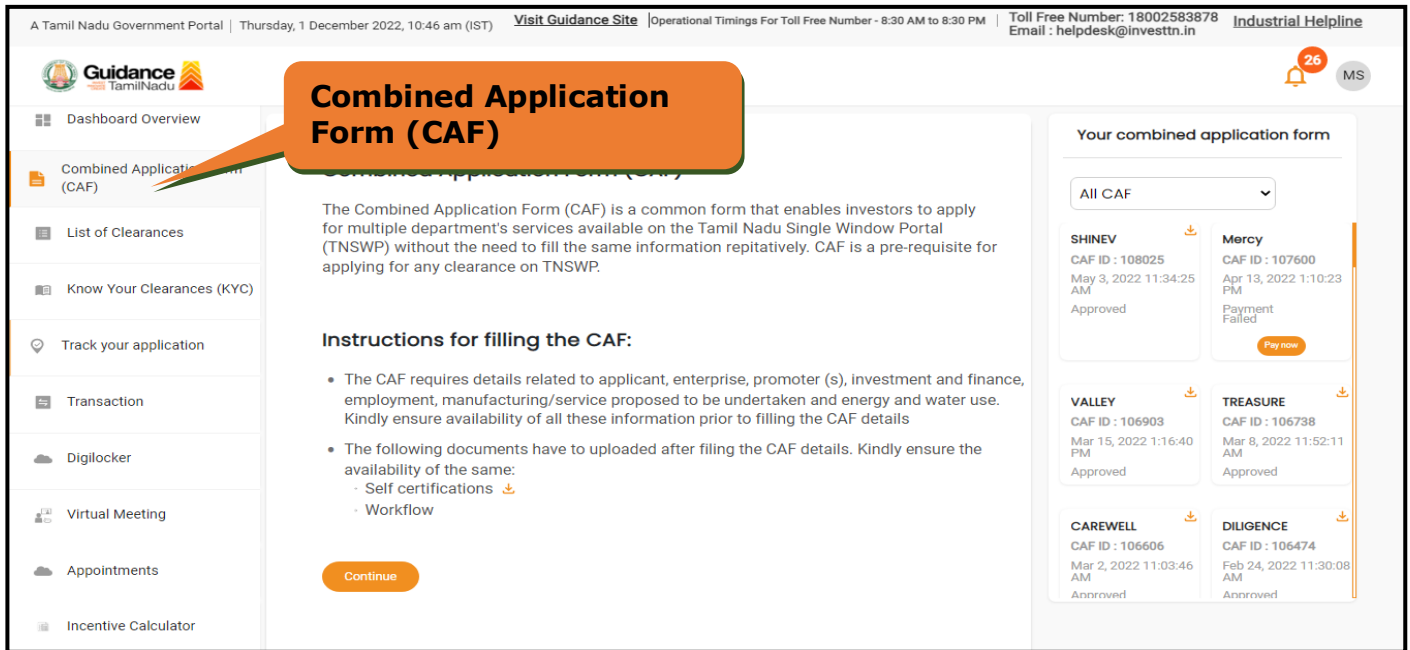 A Tamil Nadu Government Portal | Thursday, 1 December 2022, 10:46 am (IST) Visit Guidance Site |Operational Timings For Toll Free Number - 8:30 AM to 8:30 PM | Toll Free Number: 18002583878 Industrial Helpline
Email : helpdesk@investtn.in
Guidance
TamilNadu
26
MS
Combined Application
Form (CAF)
Dashboard Overview
Combined Application
(CAF)
List of Clearances
Know Your Clearances (KYC)
Track your application
Transaction
Digilocker
Virtual Meeting
Appointments
Incentive Calculator
The Combined Application Form (CAF) is a common form that enables investors to apply
for multiple department's services available on the Tamil Nadu Single Window Portal
(TNSWP) without the need to fill the same information repitatively. CAF is a pre-requisite for
applying for any clearance on TNSWP.
Instructions for filling the CAF:
• The CAF requires details related to applicant, enterprise, promoter (s), investment and finance,
employment, manufacturing/service proposed to be undertaken and energy and water use.
Kindly ensure availability of all these information prior to filling the CAF details
• The following documents have to uploaded after filing the CAF details. Kindly ensure the
availability of the same:
- Self certifications
- Workflow
Continue
Your combined application form
All CAF
SHINEV
CAF ID : 108025
May 3, 2022 11:34:25
AM
Approved
Mercy
CAF ID : 107600
Apr 13, 2022 1:10:23
PM
Payment
Failed
Pay now
VALLEY
CAF ID : 106903
Mar 15, 2022 1:16:40
PM
Approved
TREASURE
CAF ID : 106738
Mar 8, 2022 11:52:11
AM
Approved
CAREWELL
CAF ID : 106606
Mar 2, 2022 11:03:46
AM
Approved
DILIGENCE
CAF ID : 106474
Feb 24, 2022 11:30:08
AM
Approved